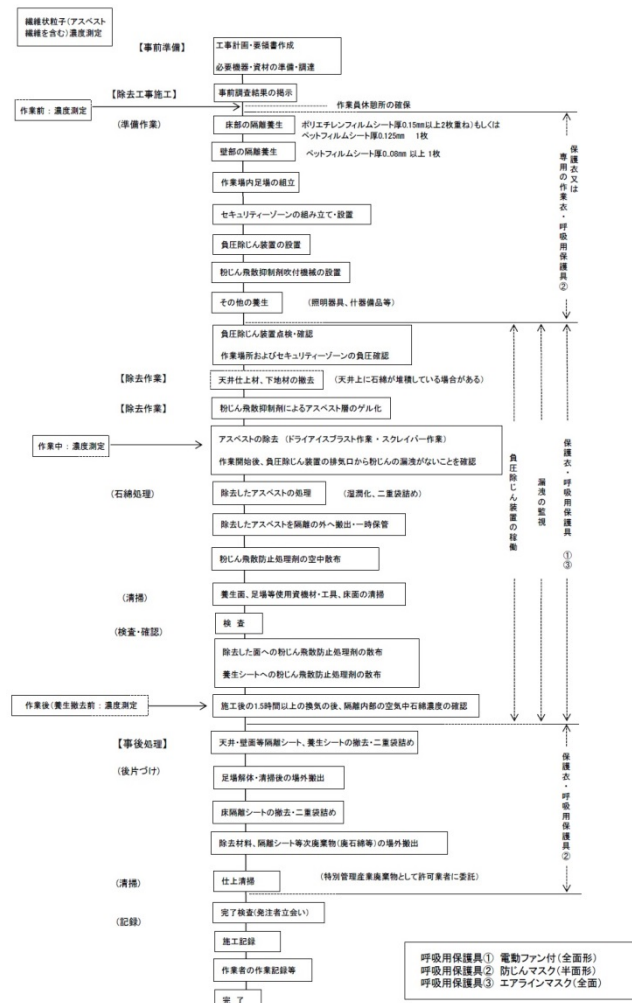 繊維状粒子(アスベスト
繊維を含む)濃度測定
【事前準備】
工事計画・要領書作成
必要機器・資材の準備・調達
【除去工事施工】
事前調査結果の掲示
作業前：濃度測定
作業員休憩所の確保
(準備作業)
床部の隔離養生
ポリエチレンフィルムシート厚0.15mm以上2枚重ね)もしくは
ペットフィルムシート厚0.125mm 1枚
壁部の隔離養生
ペットフィルムシート厚0.08mm 以上 1枚
作業場内足場の組立
セキュリティーゾーンの組み立て・設置
負圧除じん装置の設置
粉じん飛散抑制剤吹付機械の設置
その他の養生
(照明器具、什器備品等)
保護衣又は
専用の作業衣・呼吸用保護具②
負圧除じん装置点検・確認
作業場所およびセキュリティーゾーンの負圧確認
【除去作業】
天井仕上材、下地材の撤去
(天井上に石綿が堆積している場合がある)
【除去作業】
粉じん飛散抑制剤によるアスベスト層のゲル化
作業中：濃度測定
アスベストの除去 (ドライアイスブラスト作業・スクレイパー作業)
作業開始後、負圧除じん装置の排気口から粉じんの漏洩がないことを確認
(石綿処理)
除去したアスベストの処理
(湿潤化、二重袋詰め)
除去したアスベストを隔離の外へ搬出・一時保管
粉じん飛散防止処理剤の空中散布
(清掃)
養生面、足場等使用資機材・工具、床面の清掃
(検査・確認)
検 査
除去した面への粉じん飛散防止処理剤の散布
養生シートへの粉じん飛散防止処理剤の散布
作業後(養生撤去前：濃度測定
施工後の1.5時間以上の換気の後、隔離内部の空気中石綿濃度の確認
負圧除じん装置の稼働
漏洩の監視
保護衣・呼吸用保護具 ①③
【事後処理】
天井・壁面等隔離シート、養生シートの撤去・二重袋詰め
(後片づけ)
足場解体・清掃後の場外搬出
床隔離シートの撤去・二重袋詰め
除去材料、隔離シート等次廃棄物(廃石綿等)の場外搬出
(清掃)
仕上清掃
(特別管理産業廃棄物として許可業者に委託)
保護衣・呼吸用保護具②
(記録)
完了検査(発注者立会い)
施工記録
作業者の作業記録等
完 了
呼吸用保護具① 電動ファン付(全面形)
呼吸用保護具② 防じんマスク(半面形)
呼吸用保護具③ エアラインマスク(全面)